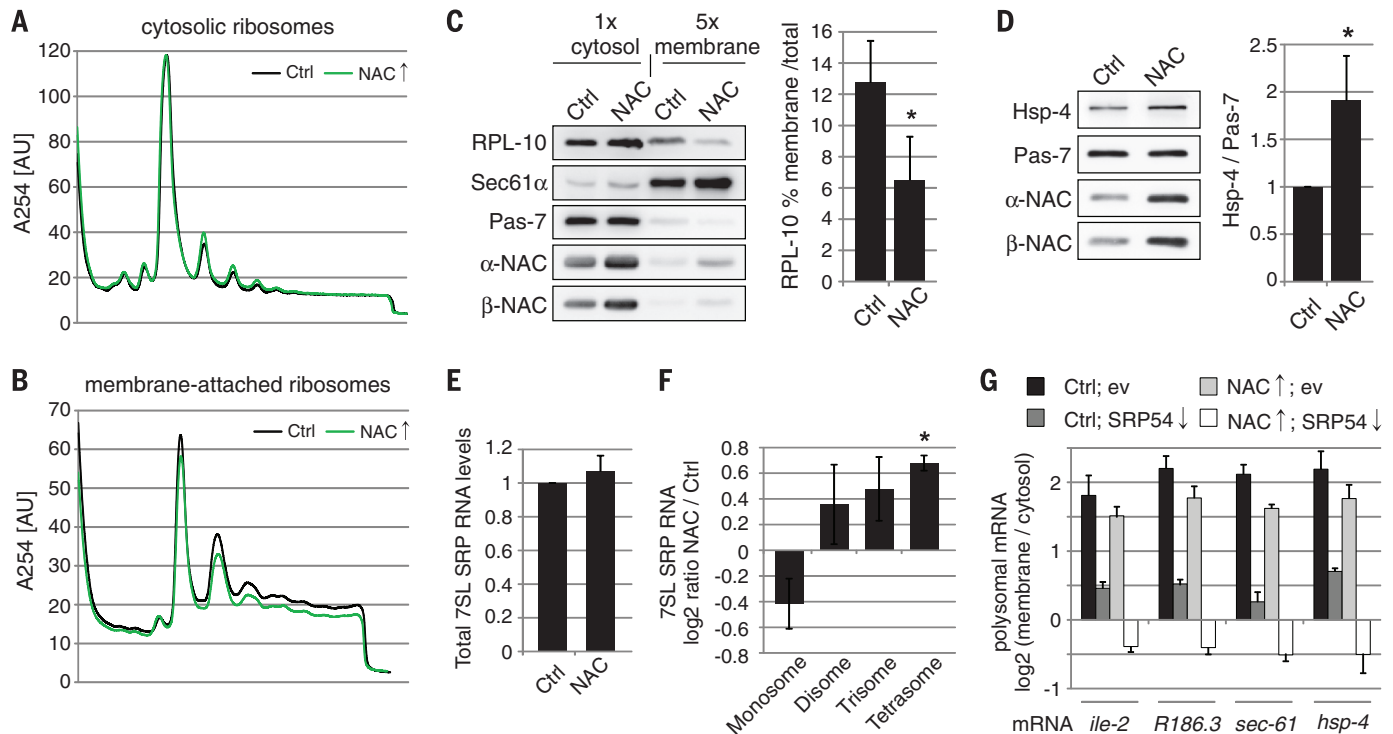 A
cytosolic ribosomes
Ctrl NAC ↑
A254 [AU]
120
100
80
60
40
20
0
B
membrane-attached ribosomes
Ctrl NAC ↑
A254 [AU]
70
60
50
40
30
20
10
0
C
1x 5x
cytosol membrane
Ctrl NAC Ctrl NAC
RPL-10
Sec61α
Pas-7
α-NAC
β-NAC
RPL-10 % membrane /total
16
14
12
10
8
6
4
2
0
*
Ctrl NAC
D
Ctrl NAC
Hsp-4
Pas-7
α-NAC
β-NAC
Hsp-4 / Pas-7
2.5
2
1.5
1
0.5
0
*
Ctrl NAC
E
Total 7SL SRP RNA levels
1.2
1
0.8
0.6
0.4
0.2
0
Ctrl NAC
F
7SL SRP RNA
log2 ratio NAC / Ctrl
0.8
0.6
0.4
0.2
0
-0.2
-0.4
-0.6
-0.8
*
Monosome Disome Trisome Tetrasome
G
Ctrl; ev NAC ↑; ev
Ctrl; SRP54 ↓ NAC ↑; SRP54 ↓
polysomal mRNA
log2 (membrane / cytosol)
2
1
0
-1
mRNA ile-2 R186.3 sec-61 hsp-4